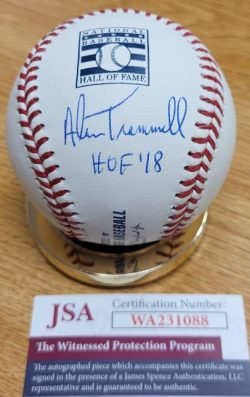 NATIONAL
BASEBALL
HALL OF FAME
Alan Trammell
HOF '18
BASEBALL
JSA
Certification Number:
WA231088
The Witnessed Protection Program
The autographed piece which accompanies this certificate was
signed in the presence of a James Spence Authentication, LLC
representative and is guaranteed to be authentic.